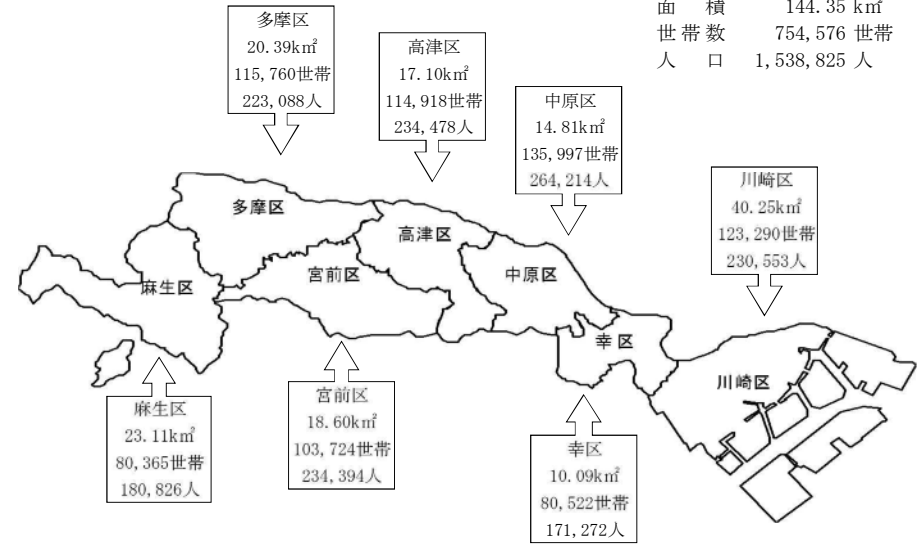 面積 144.35 k㎡
世帯数 754,576 世帯
人口 1,538,825 人
多摩区
20.39k㎡
115,760世帯
223,088人
高津区
17.10k㎡
114,918世帯
234,478人
中原区
14.81k㎡
135,997世帯
264,214人
川崎区
40.25k㎡
123,290世帯
230,553人
多摩区
高津区
中原区
宮前区
麻生区
幸区
川崎区
麻生区
23.11k㎡
80,365世帯
180,826人
宮前区
18.60k㎡
103,724世帯
234,394人
幸区
10.09k㎡
80,522世帯
171,272人